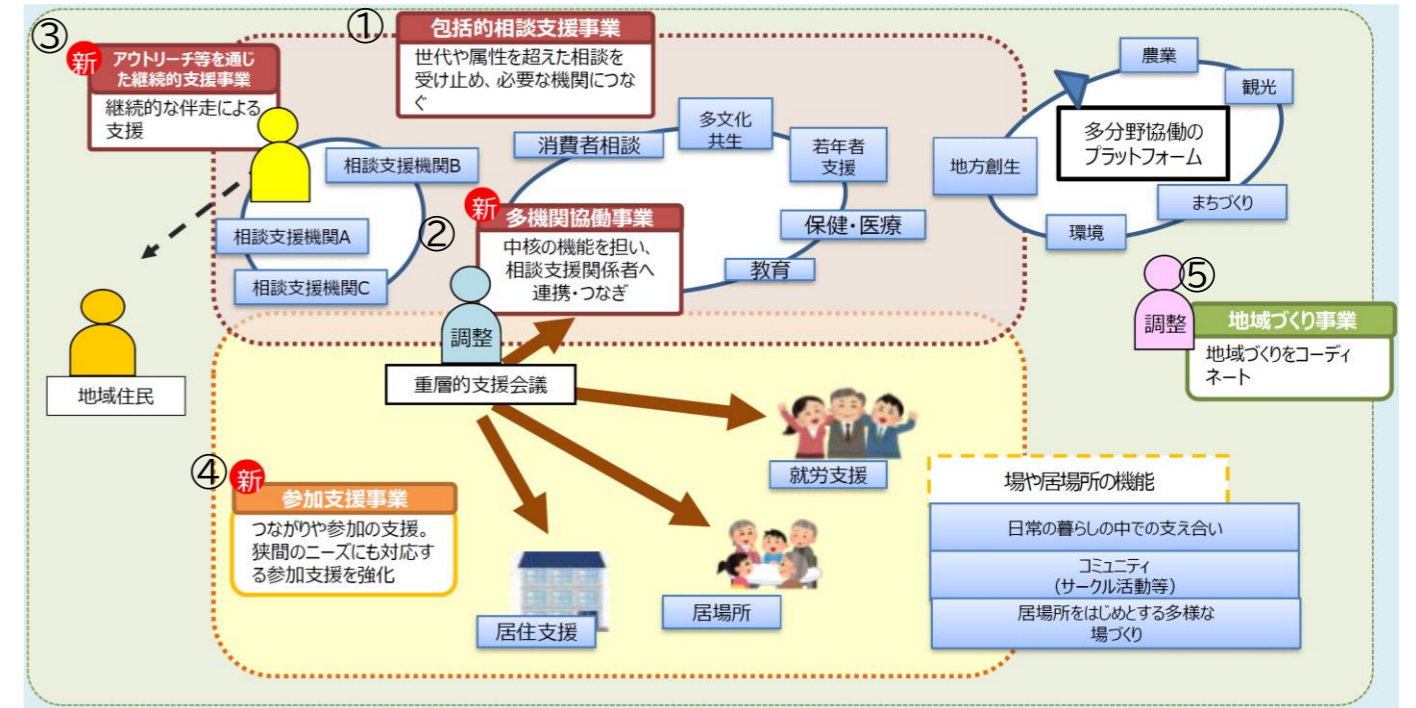 ③
新
アウトリーチ等を通じ
た継続的支援事業
継続的な伴走による
支援
①
包括的相談支援事業
世代や属性を超えた相談を
受け止め、必要な機関につな
ぐ
相談支援機関B
相談支援機関A
相談支援機関C
消費者相談
多文化
共生
若年者
支援
保健・医療
教育
②
新
多機関協働事業
中核の機能を担い、
相談支援関係者へ
連携・つなぎ
調整
重層的支援会議
農業
観光
多分野協働の
プラットフォーム
地方創生
まちづくり
環境
⑤
調整
地域づくり事業
地域づくりをコーディ
ネート
地域住民
④
新
参加支援事業
つながりや参加の支援。
狭間のニーズにも対応す
る参加支援を強化
就労支援
居場所
居住支援
場や居場所の機能
日常の暮らしの中での支え合い
コミュニティ
(サークル活動等)
居場所をはじめとする多様な
場づくり